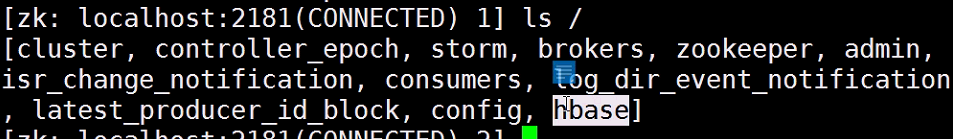 [zk: localhost:2181(CONNECTED) 1] ls /
[cluster, controller_epoch, storm, brokers, zookeeper, admin,
isr_change_notification, consumers, log_dir_event_notification
, latest_producer_id_block, config, hbase]
[zk: localhost:2181(CONNECTED) 2]